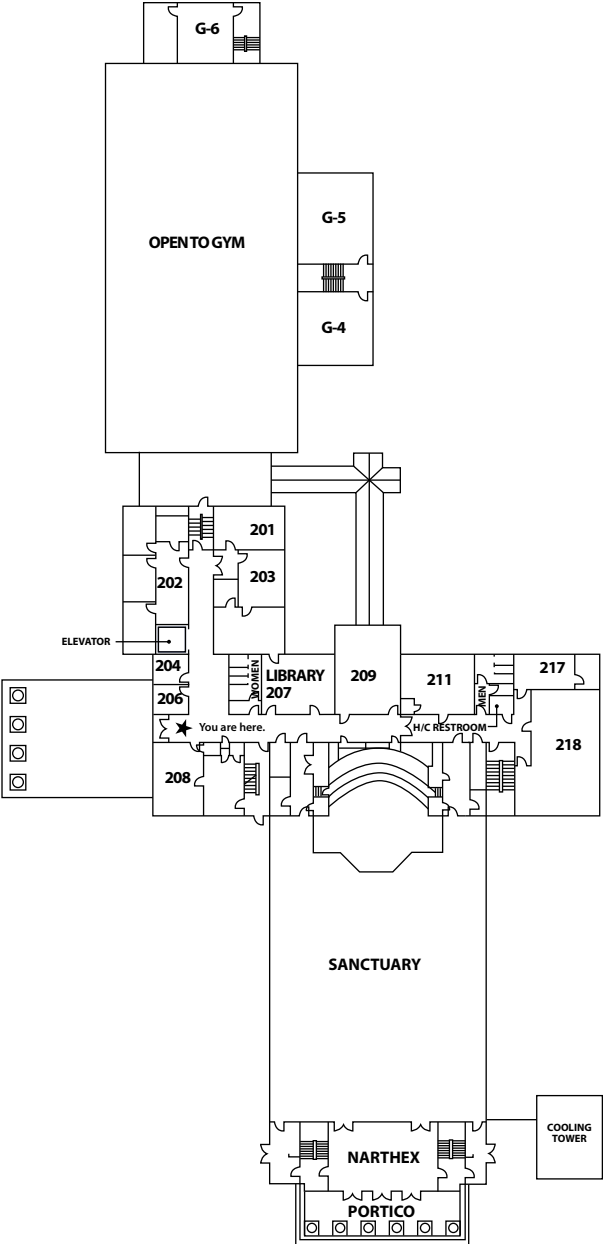 G-6
G-5
OPEN TO GYM
G-4
201
203
202
ELEVATOR
204
WOMEN
LIBRARY
207
209
211
MEN
217
206
You are here.
H/C RESTROOM
218
208
SANCTUARY
COOLING
TOWER
NARTHEX
PORTICO